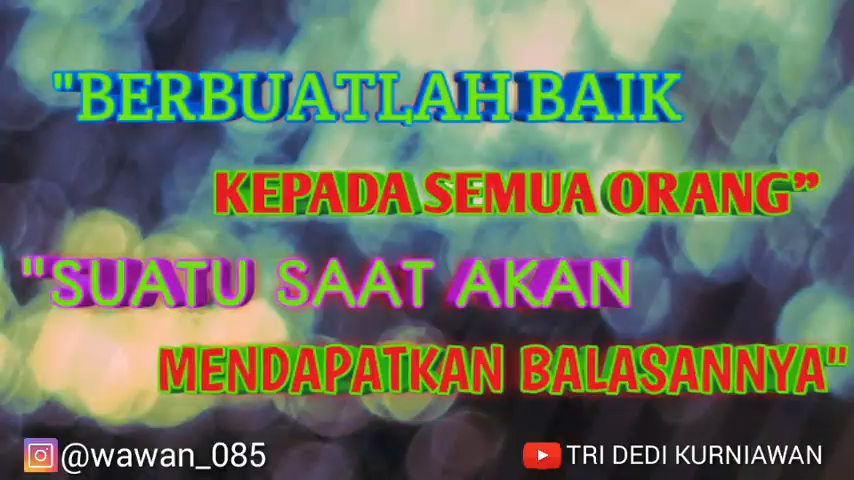 "BERBUATLAH BAIK
KEPADA SEMUA ORANG”
"SUATU SAAT AKAN
MENDAPATKAN BALASANNYA"
@wawan_085
TRI DEDI KURNIAWAN